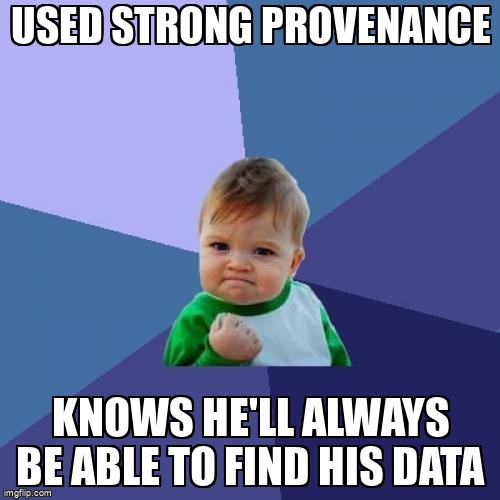 USED STRONG PROVENANCE
KNOWS HE'LL ALWAYS
BE ABLE TO FIND HIS DATA
imgflip.com